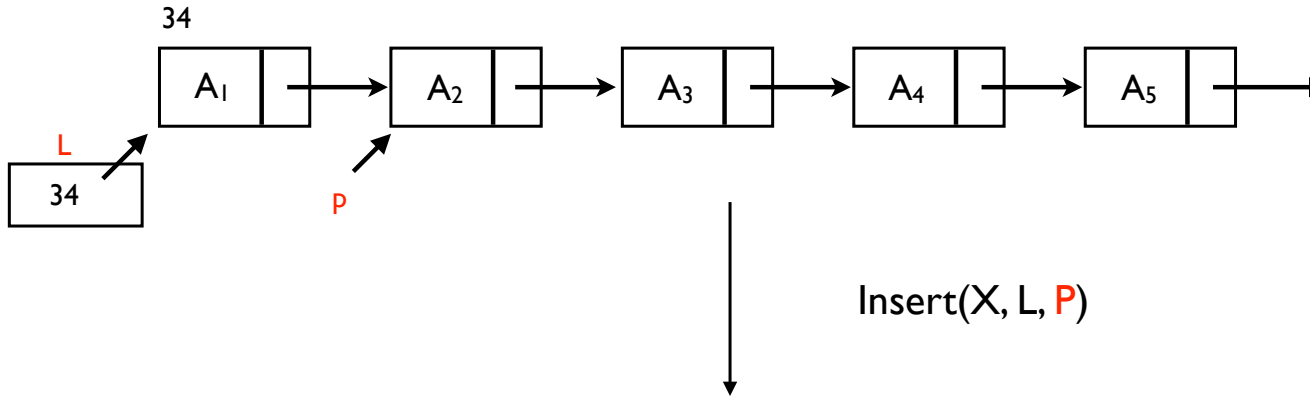 34
A₁ A₂ A₃ A₄ A₅
L
34
P
Insert(X, L, P)